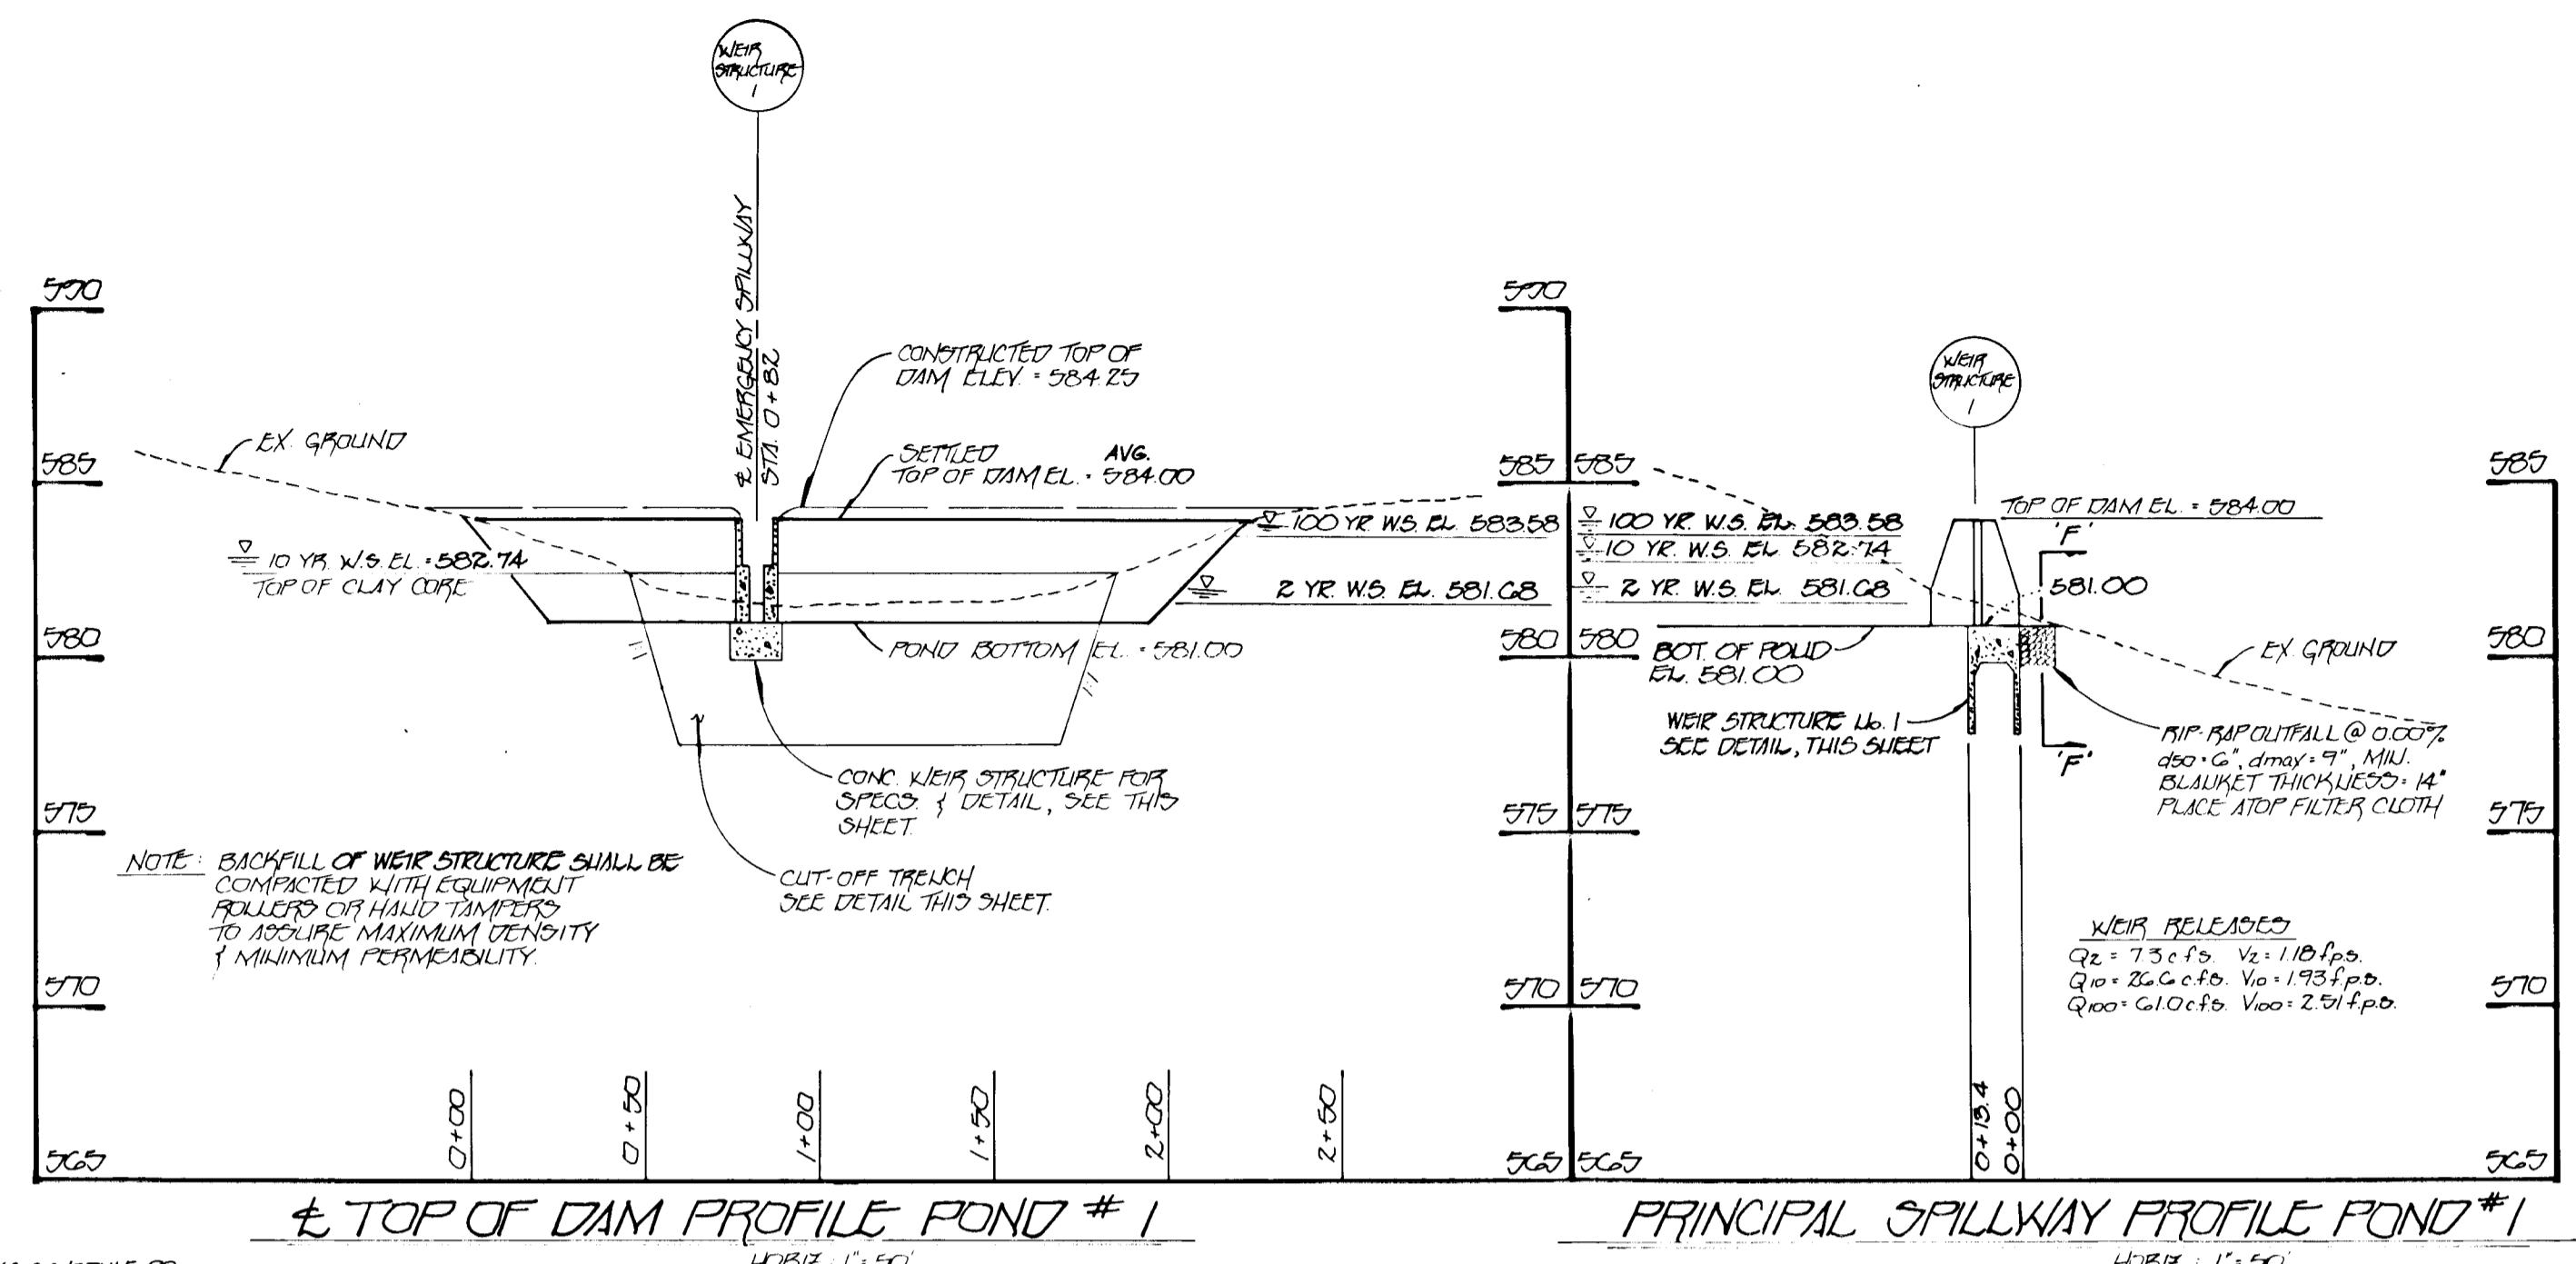 WEIR
STRUCTURE
1
℄ EMERGENCY SPILLWAY
STA. 0+82
590
585
580
575
570
565
EX. GROUND
CONSTRUCTED TOP OF
DAM ELEV. = 584.25
SETTLED AVG.
TOP OF DAM EL. = 584.00
10 YR. W.S. EL. = 582.74
TOP OF CLAY CORE
100 YR. W.S. EL. 583.58
2 YR. W.S. EL. 581.68
POND BOTTOM EL. = 581.00
CONC. WEIR STRUCTURE FOR
SPECS. & DETAIL, SEE THIS
SHEET.
CUT-OFF TRENCH
SEE DETAIL THIS SHEET.
NOTE: BACKFILL OF WEIR STRUCTURE SHALL BE
COMPACTED WITH EQUIPMENT
ROLLERS OR HAND TAMPERS
TO ASSURE MAXIMUM DENSITY
& MINIMUM PERMEABILITY.
0+00
0+50
1+00
1+50
2+00
2+50
℄ TOP OF DAM PROFILE POND #1
HORIZ. 1"=50'
590
585 585
580 580
575 575
570 570
565 565
WEIR
STRUCTURE
1
100 YR. W.S. EL. 583.58
10 YR. W.S. EL. 582.74
2 YR. W.S. EL. 581.68
TOP OF DAM EL. = 584.00
'F'
581.00
BOT. OF POND
EL. 581.00
EX. GROUND
WEIR STRUCTURE No. 1
SEE DETAIL, THIS SHEET
'F'
RIP-RAP OUTFALL @ 0.00%
d50=6", dmax=9", MIN.
BLANKET THICKNESS=14"
PLACE ATOP FILTER CLOTH
WEIR RELEASES
Q2 = 7.3 c.f.s. V2 = 1.18 f.p.s.
Q10 = 26.6 c.f.s. V10 = 1.93 f.p.s.
Q100 = 61.0 c.f.s. V100 = 2.51 f.p.s.
0+13.4
0+00
585
580
575
570
565
PRINCIPAL SPILLWAY PROFILE POND #1
HORIZ.: 1"=50'